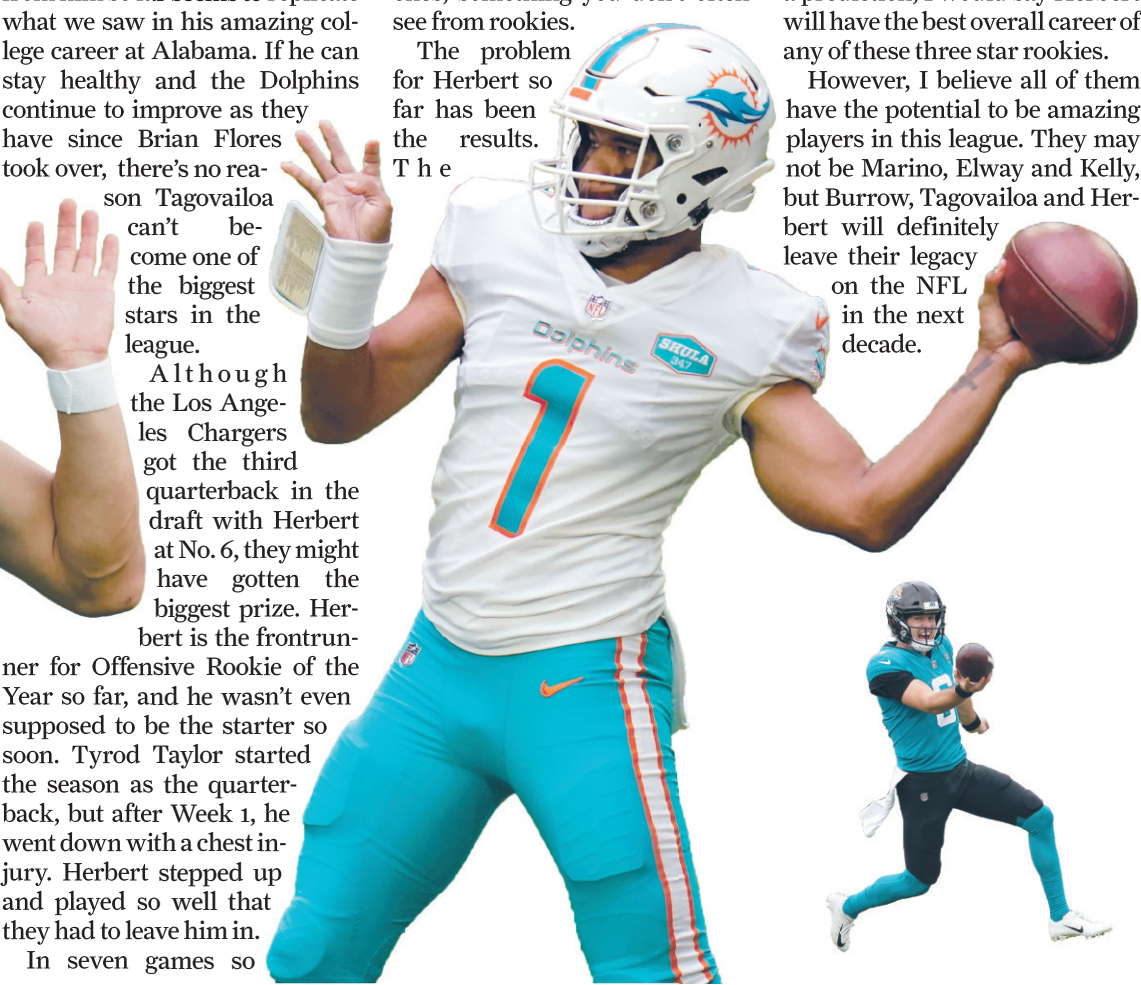 what we saw in his amazing col-
lege career at Alabama. If he can
stay healthy and the Dolphins
continue to improve as they
have since Brian Flores
took over, there’s no rea-
son Tagovailoa
can’t be-
come one of
the biggest
stars in the
league.
Although
the Los Ange-
les Chargers
got the third
quarterback in the
draft with Herbert
at No. 6, they might
have gotten the
biggest prize. Her-
bert is the frontrun-
ner for Offensive Rookie of the
Year so far, and he wasn’t even
supposed to be the starter so
soon. Tyrod Taylor started
the season as the quarter-
back, but after Week 1, he
went down with a chest in-
jury. Herbert stepped up
and played so well that
they had to leave him in.
In seven games so
see from rookies.
The problem
for Herbert so
far has been
the results.
The
will have the best overall career of
any of these three star rookies.
However, I believe all of them
have the potential to be amazing
players in this league. They may
not be Marino, Elway and Kelly,
but Burrow, Tagovailoa and Her-
bert will definitely
leave their legacy
on the NFL
in the next
decade.
NFL
Dolphins
SHULA
347
1
6